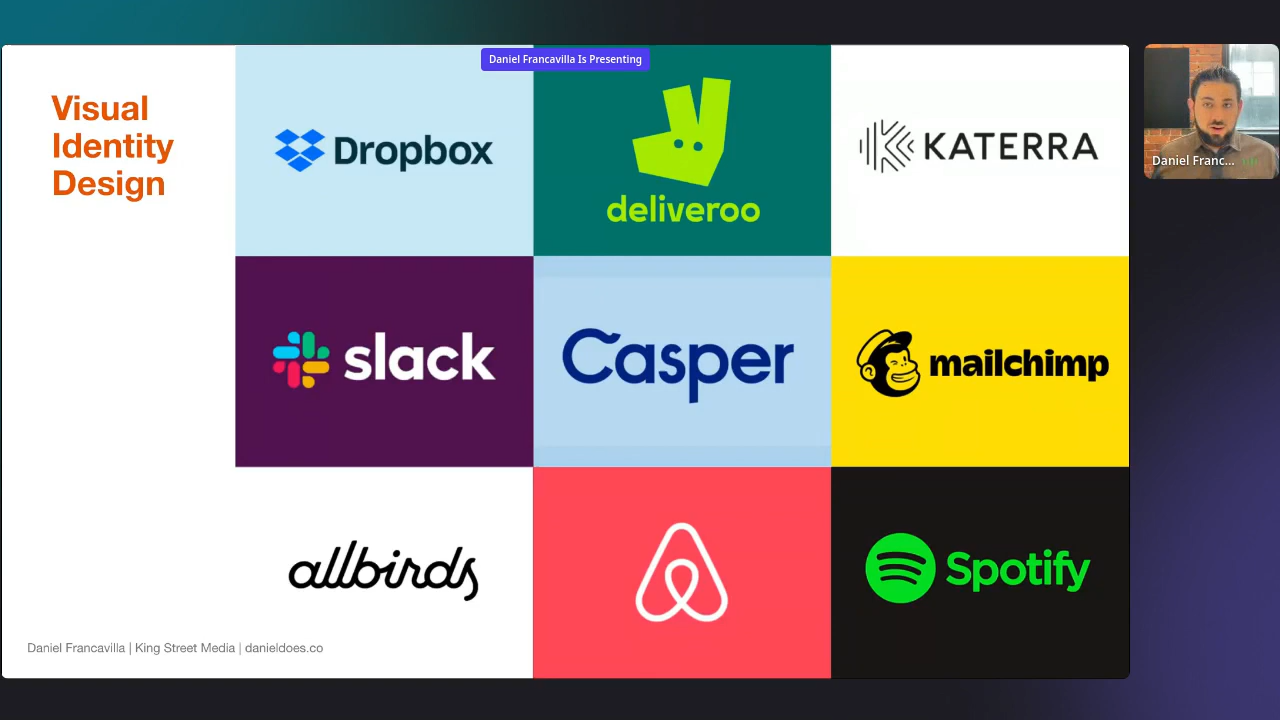 Daniel Francavilla Is Presenting
Visual
Identity
Design
Dropbox
deliveroo
KATERRA
slack
Casper
mailchimp
allbirds
Spotify
Daniel Francavilla | King Street Media | danieldoes.co
Daniel Franc...